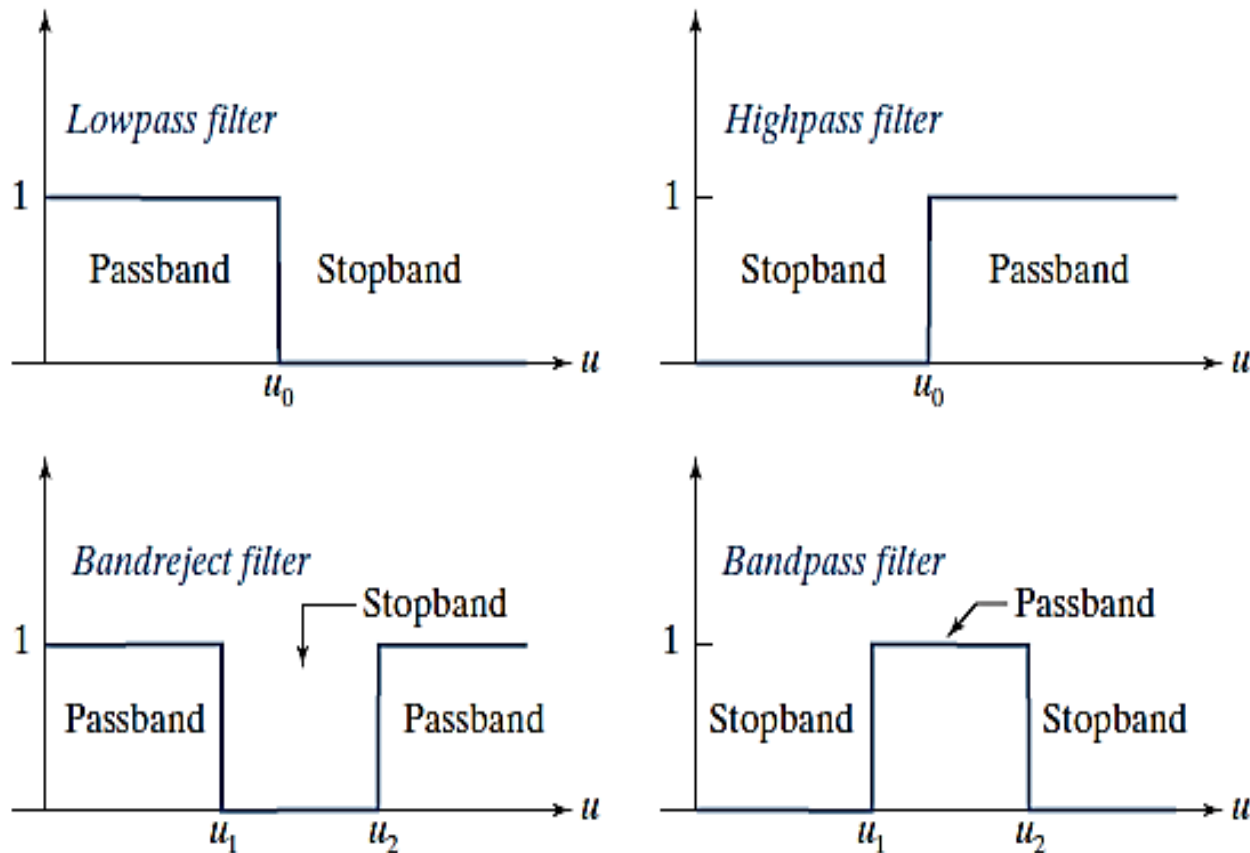 Lowpass filter
1
Passband
Stopband
u
u₀
Highpass filter
1
Stopband
Passband
u
u₀
Bandreject filter
Stopband
1
Passband
Passband
u
u₁
u₂
Bandpass filter
Passband
1
Stopband
Stopband
u
u₁
u₂